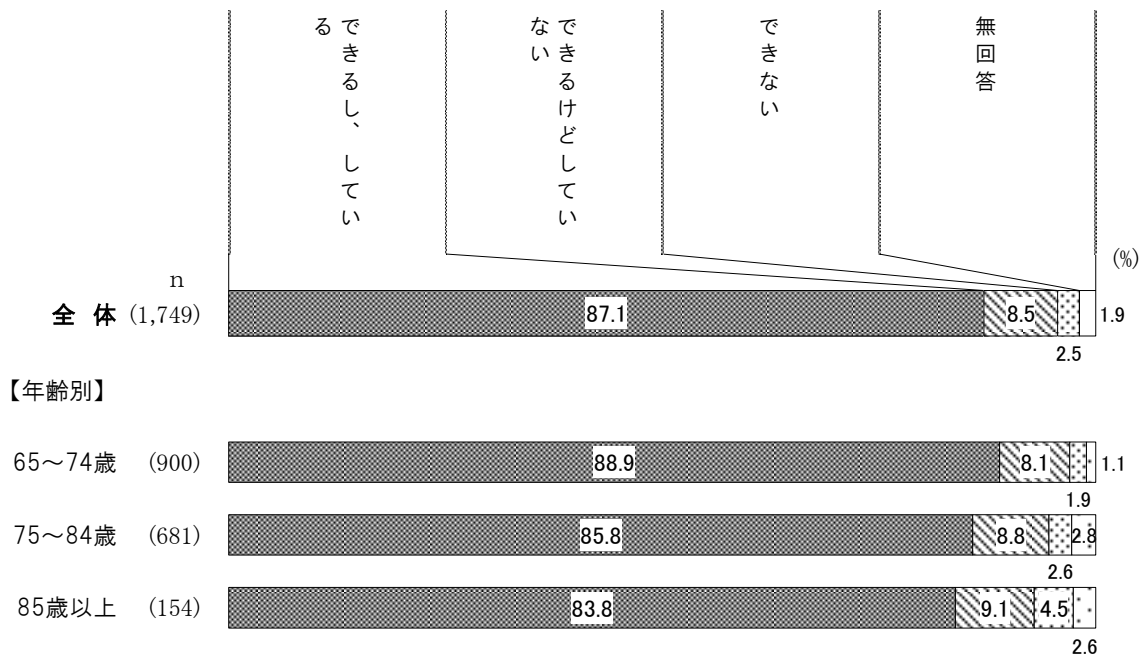 できるし、している
できるけどしていない
できない
無回答
(%)
n
全 体 (1,749) 87.1 8.5 1.9
2.5
【年齢別】
65～74歳 (900) 88.9 8.1 1.1
1.9
75～84歳 (681) 85.8 8.8 2.8
2.6
85歳以上 (154) 83.8 9.1 4.5
2.6